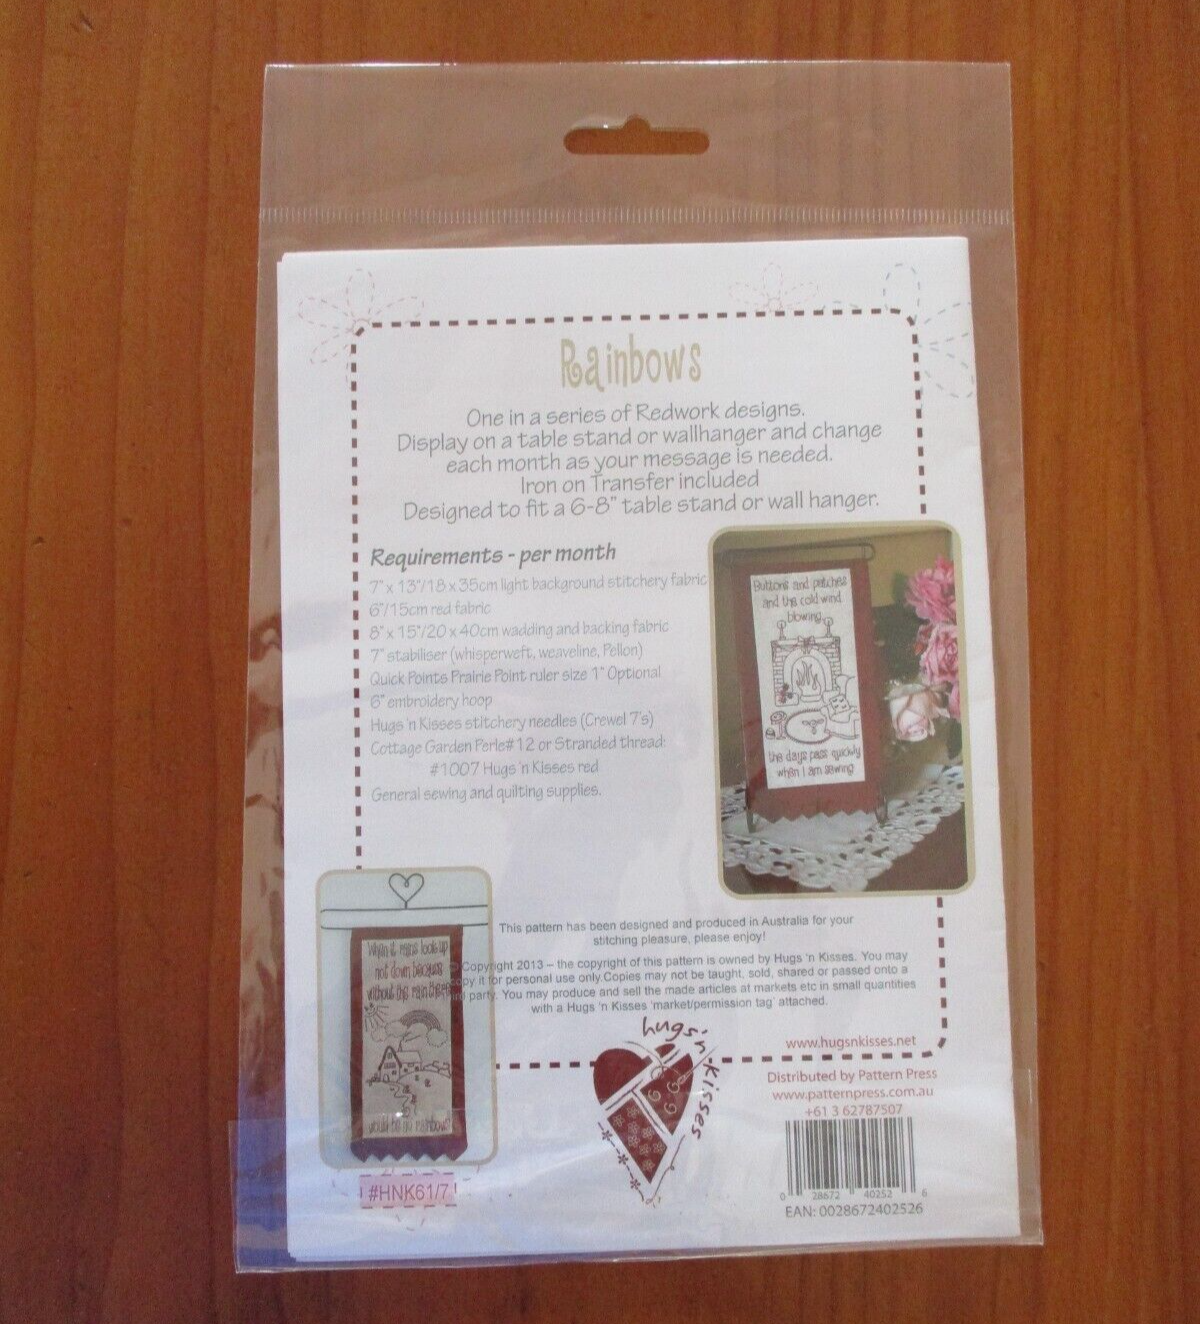 Rainbows
One in a series of Redwork designs.
Display on a table stand or wallhanger and change
each month as your message is needed.
Iron on Transfer included
Designed to fit a 6-8" table stand or wall hanger.
Requirements - per month
7" x 13"/18 x 35cm light background stitchery fabric
6"/15cm red fabric
8" x 15"/20 x 40cm wadding and backing fabric
7" stabiliser (whisperweft, weaveline, Pellon)
Quick Points Prairie Point ruler size 1" Optional
6" embroidery hoop
Hugs 'n Kisses stitchery needles (Crewel 7's)
Cottage Garden Perle#12 or Stranded thread:
#1007 Hugs 'n Kisses red
General sewing and quilting supplies.
Buttons and patches
and the cold wind
blowing
the days pass quickly
when I am sewing
When it rains look up
not down because
without the rain there
would be no rainbows
This pattern has been designed and produced in Australia for your
stitching pleasure, please enjoy!
© Copyright 2013 – the copyright of this pattern is owned by Hugs 'n Kisses. You may
copy it for personal use only. Copies may not be taught, sold, shared or passed onto a
party. You may produce and sell the made articles at markets etc in small quantities
with a Hugs 'n Kisses 'market/permission tag' attached.
hugs 'n kisses
www.hugsnkisses.net
Distributed by Pattern Press
www.patternpress.com.au
+61 3 62787507
0 28672 40252 6
EAN: 0028672402526
#HNK61/7